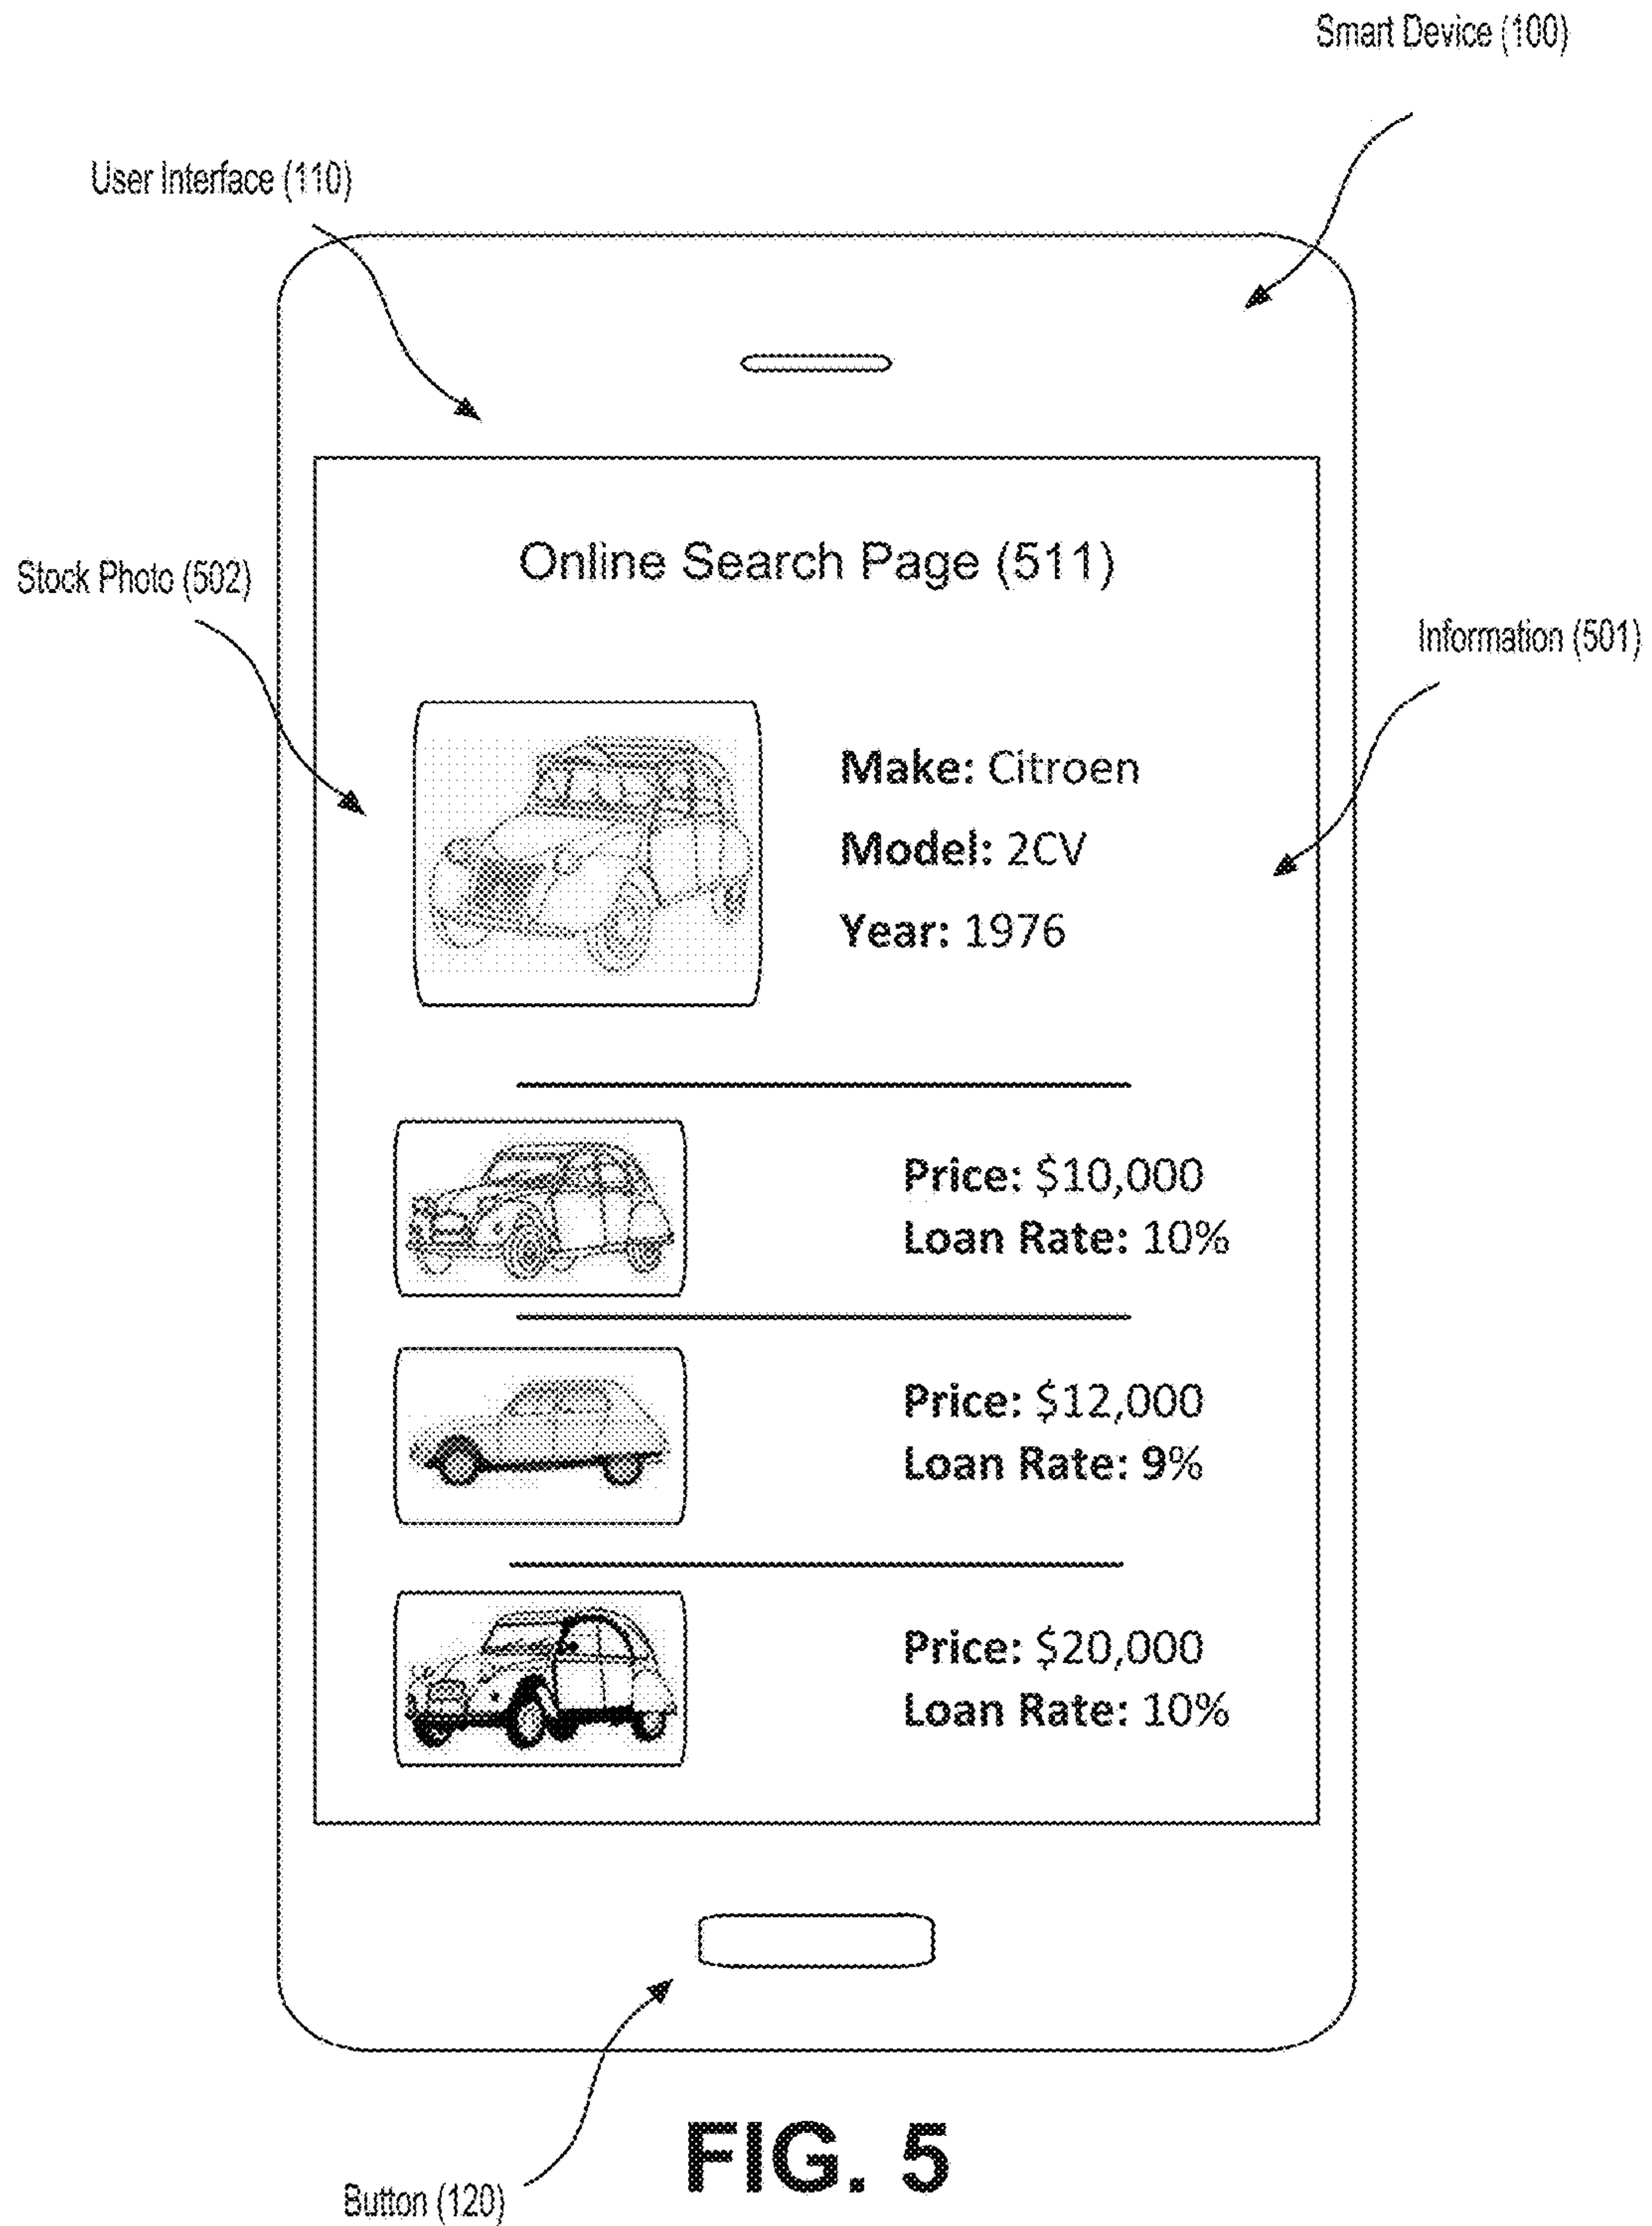 Smart Device (100)
User Interface (110)
Online Search Page (511)
Stock Photo (502)
Information (501)
Make: Citroen
Model: 2CV
Year: 1976
Price: $10,000
Loan Rate: 10%
Price: $12,000
Loan Rate: 9%
Price: $20,000
Loan Rate: 10%
FIG. 5
Button (120)